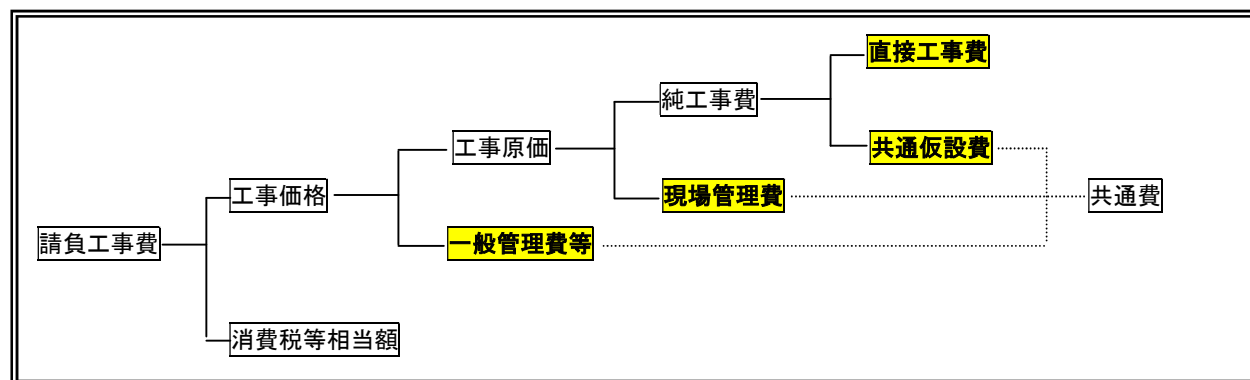 直接工事費
純工事費
工事原価
共通仮設費
工事価格
現場管理費
共通費
請負工事費
一般管理費等
消費税等相当額